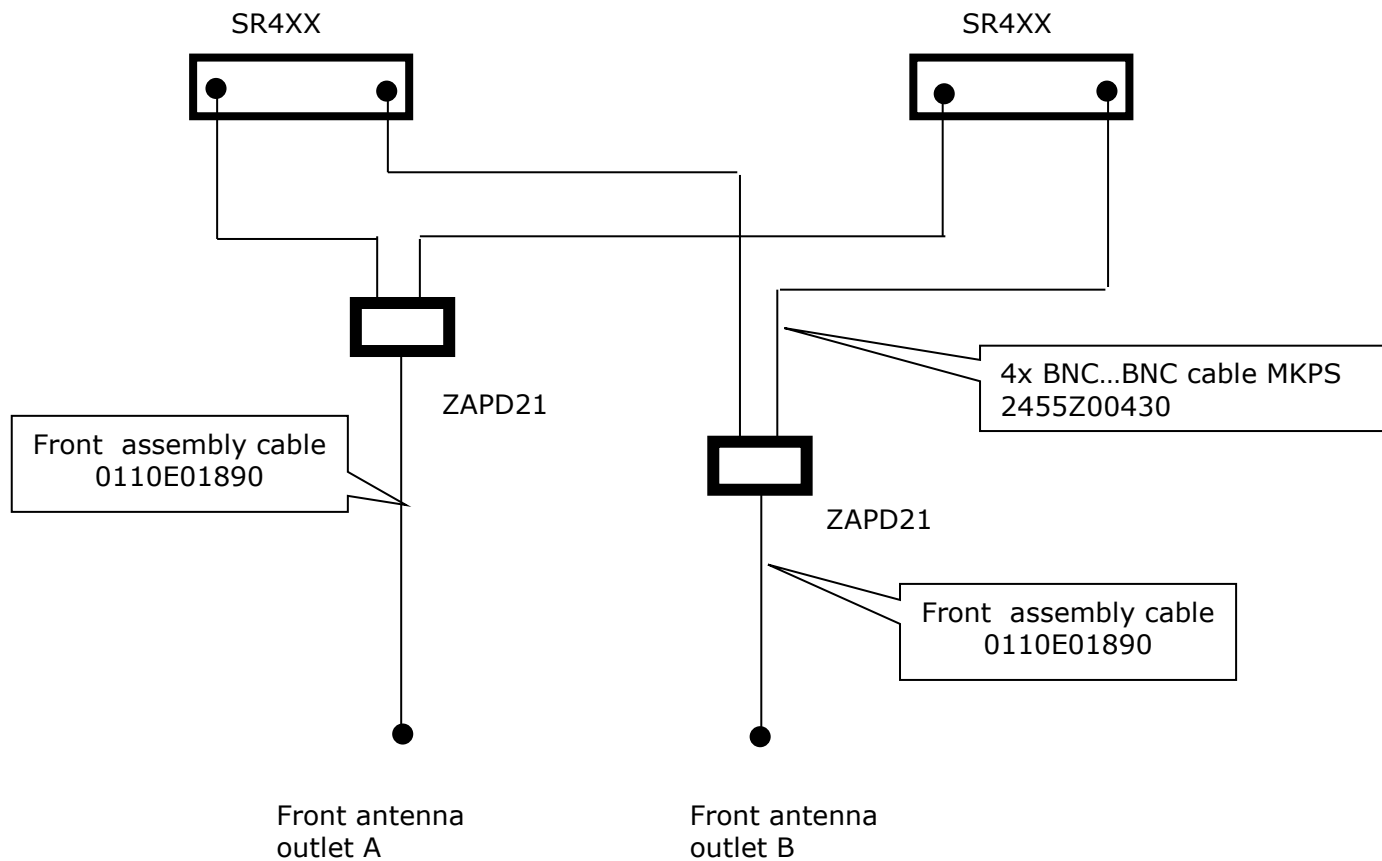 SR4XX
SR4XX
4x BNC…BNC cable MKPS
2455Z00430
ZAPD21
Front assembly cable
0110E01890
ZAPD21
Front assembly cable
0110E01890
Front antenna
outlet A
Front antenna
outlet B